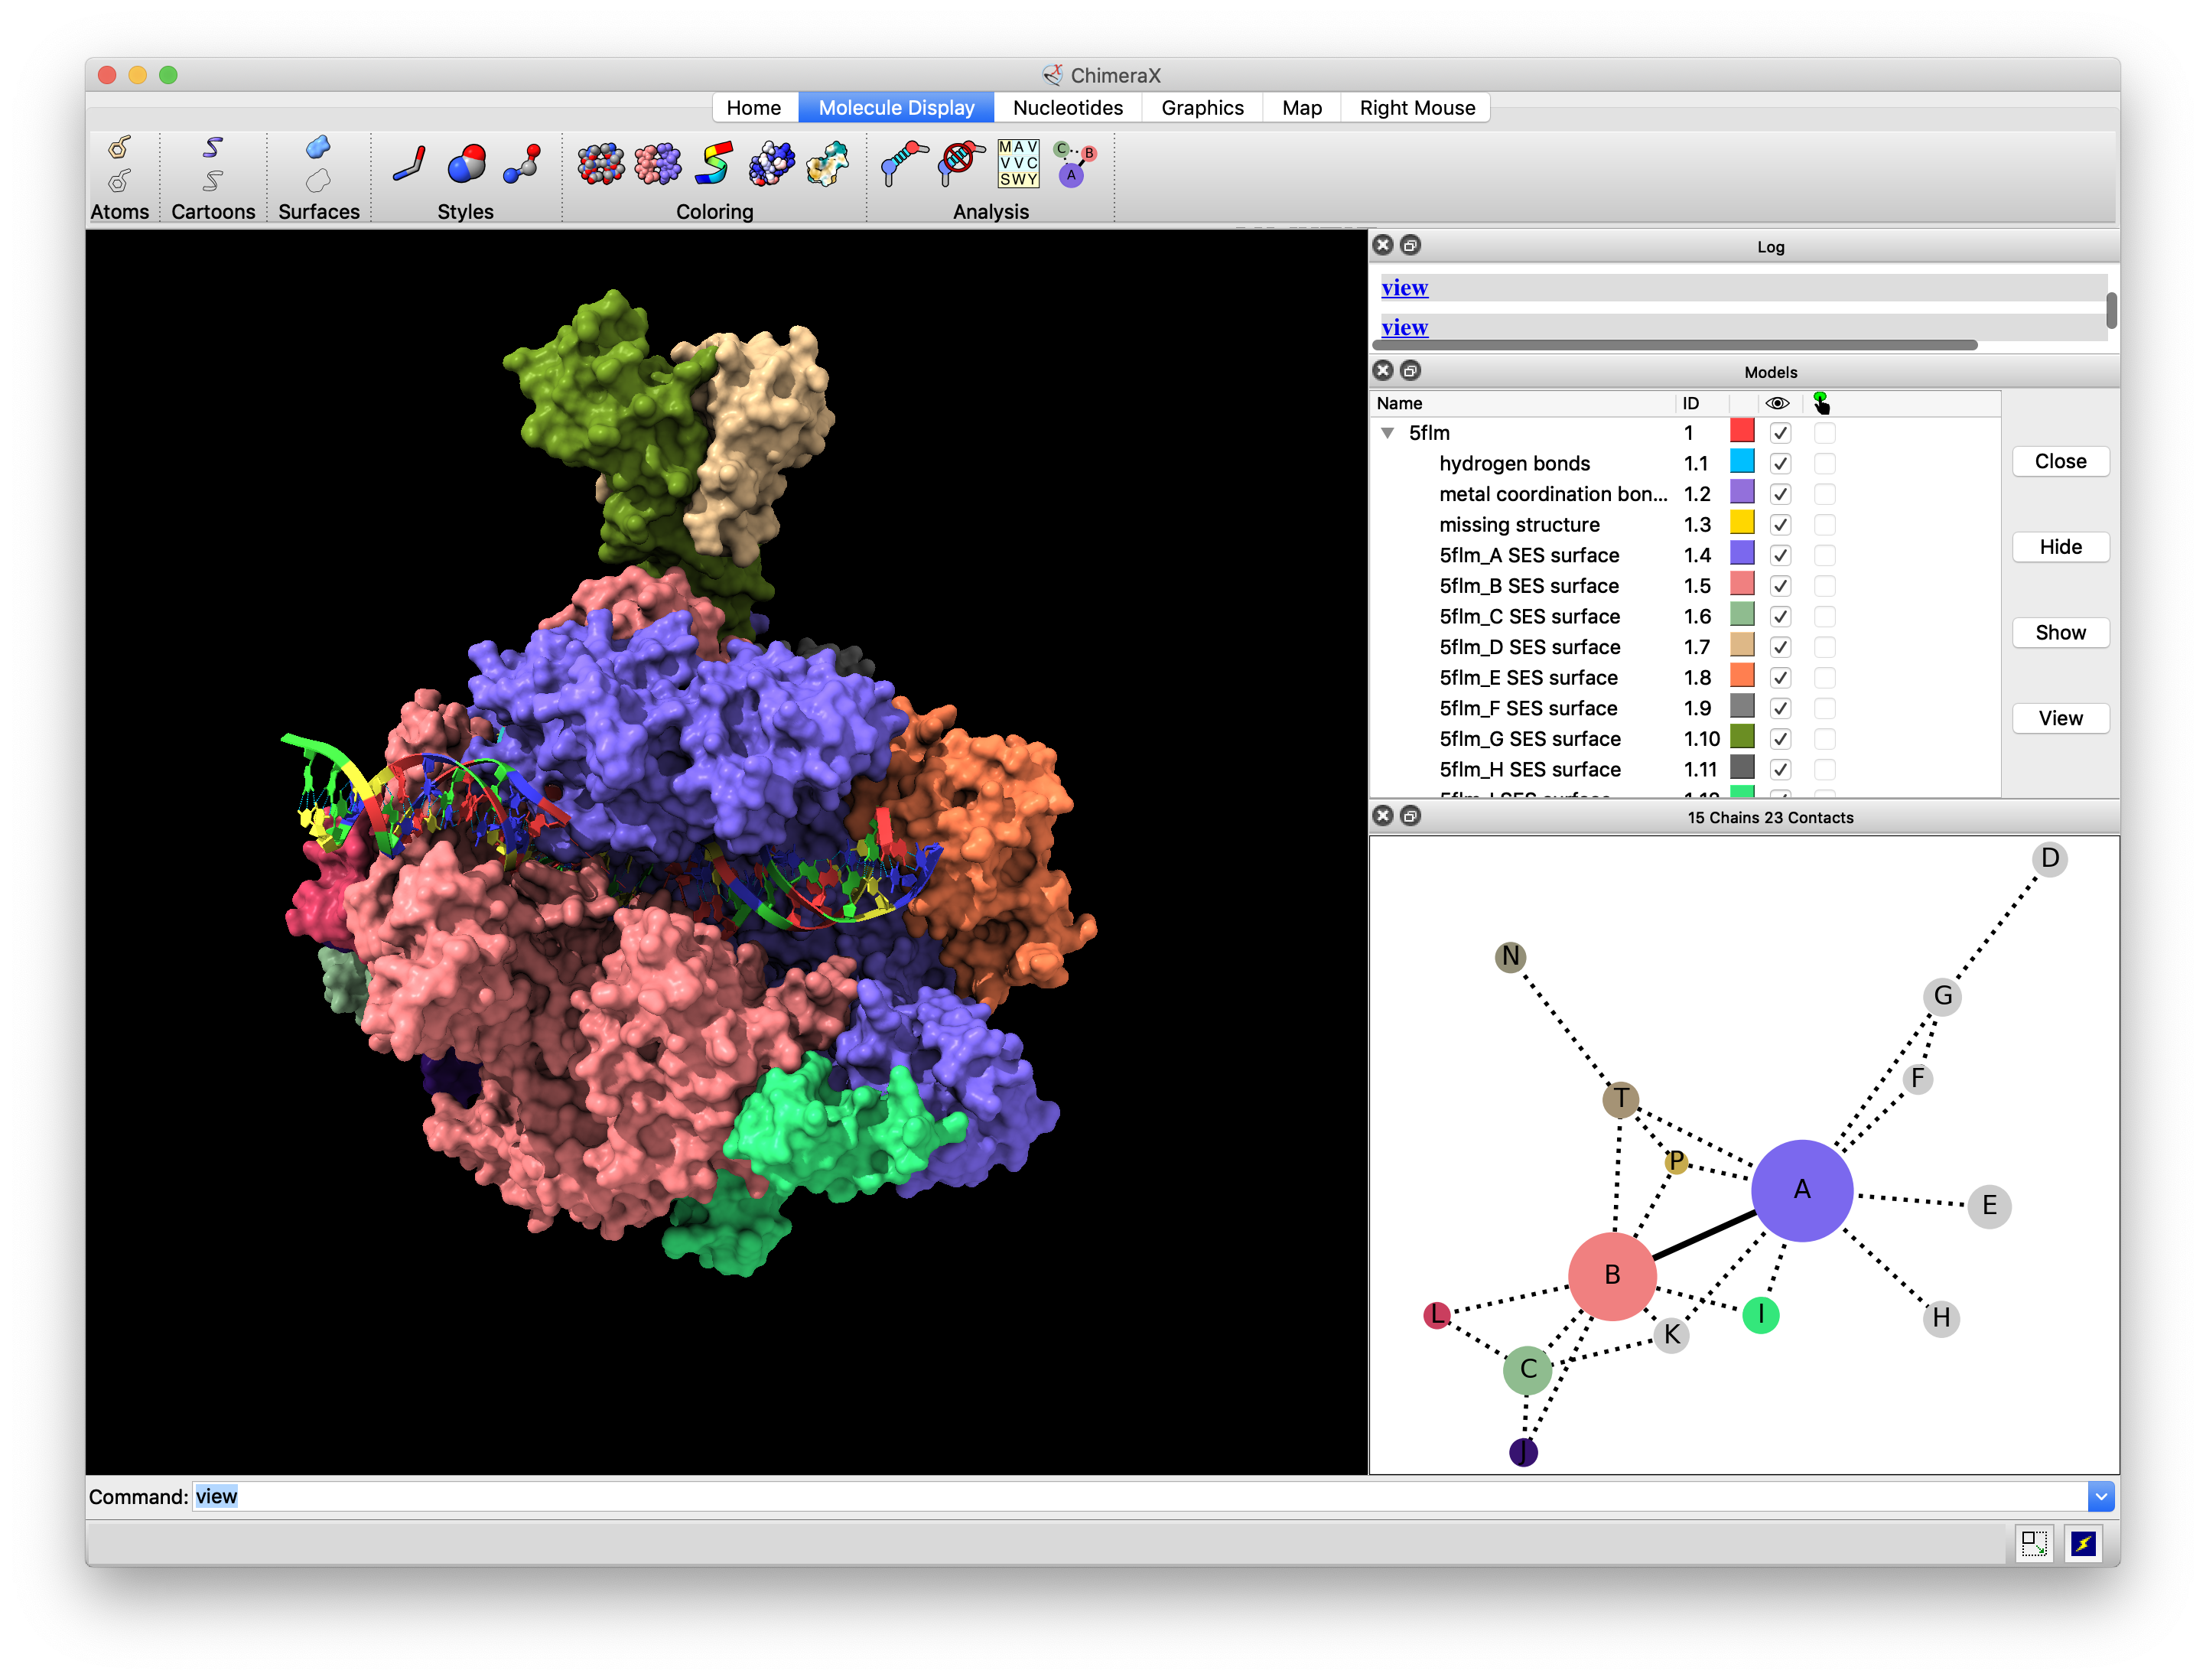 ChimeraX
Home Molecule Display Nucleotides Graphics Map Right Mouse
MAV
VVC
SWY
C B
A
Atoms Cartoons Surfaces Styles Coloring Analysis
Log
view
view
Models
Name ID
5flm 1
hydrogen bonds 1.1
metal coordination bon... 1.2
missing structure 1.3
5flm_A SES surface 1.4
5flm_B SES surface 1.5
5flm_C SES surface 1.6
5flm_D SES surface 1.7
5flm_E SES surface 1.8
5flm_F SES surface 1.9
5flm_G SES surface 1.10
5flm_H SES surface 1.11
Close
Hide
Show
View
15 Chains 23 Contacts
D
N
G
F
T
P
A
E
B
L
I
H
K
C
J
Command: view